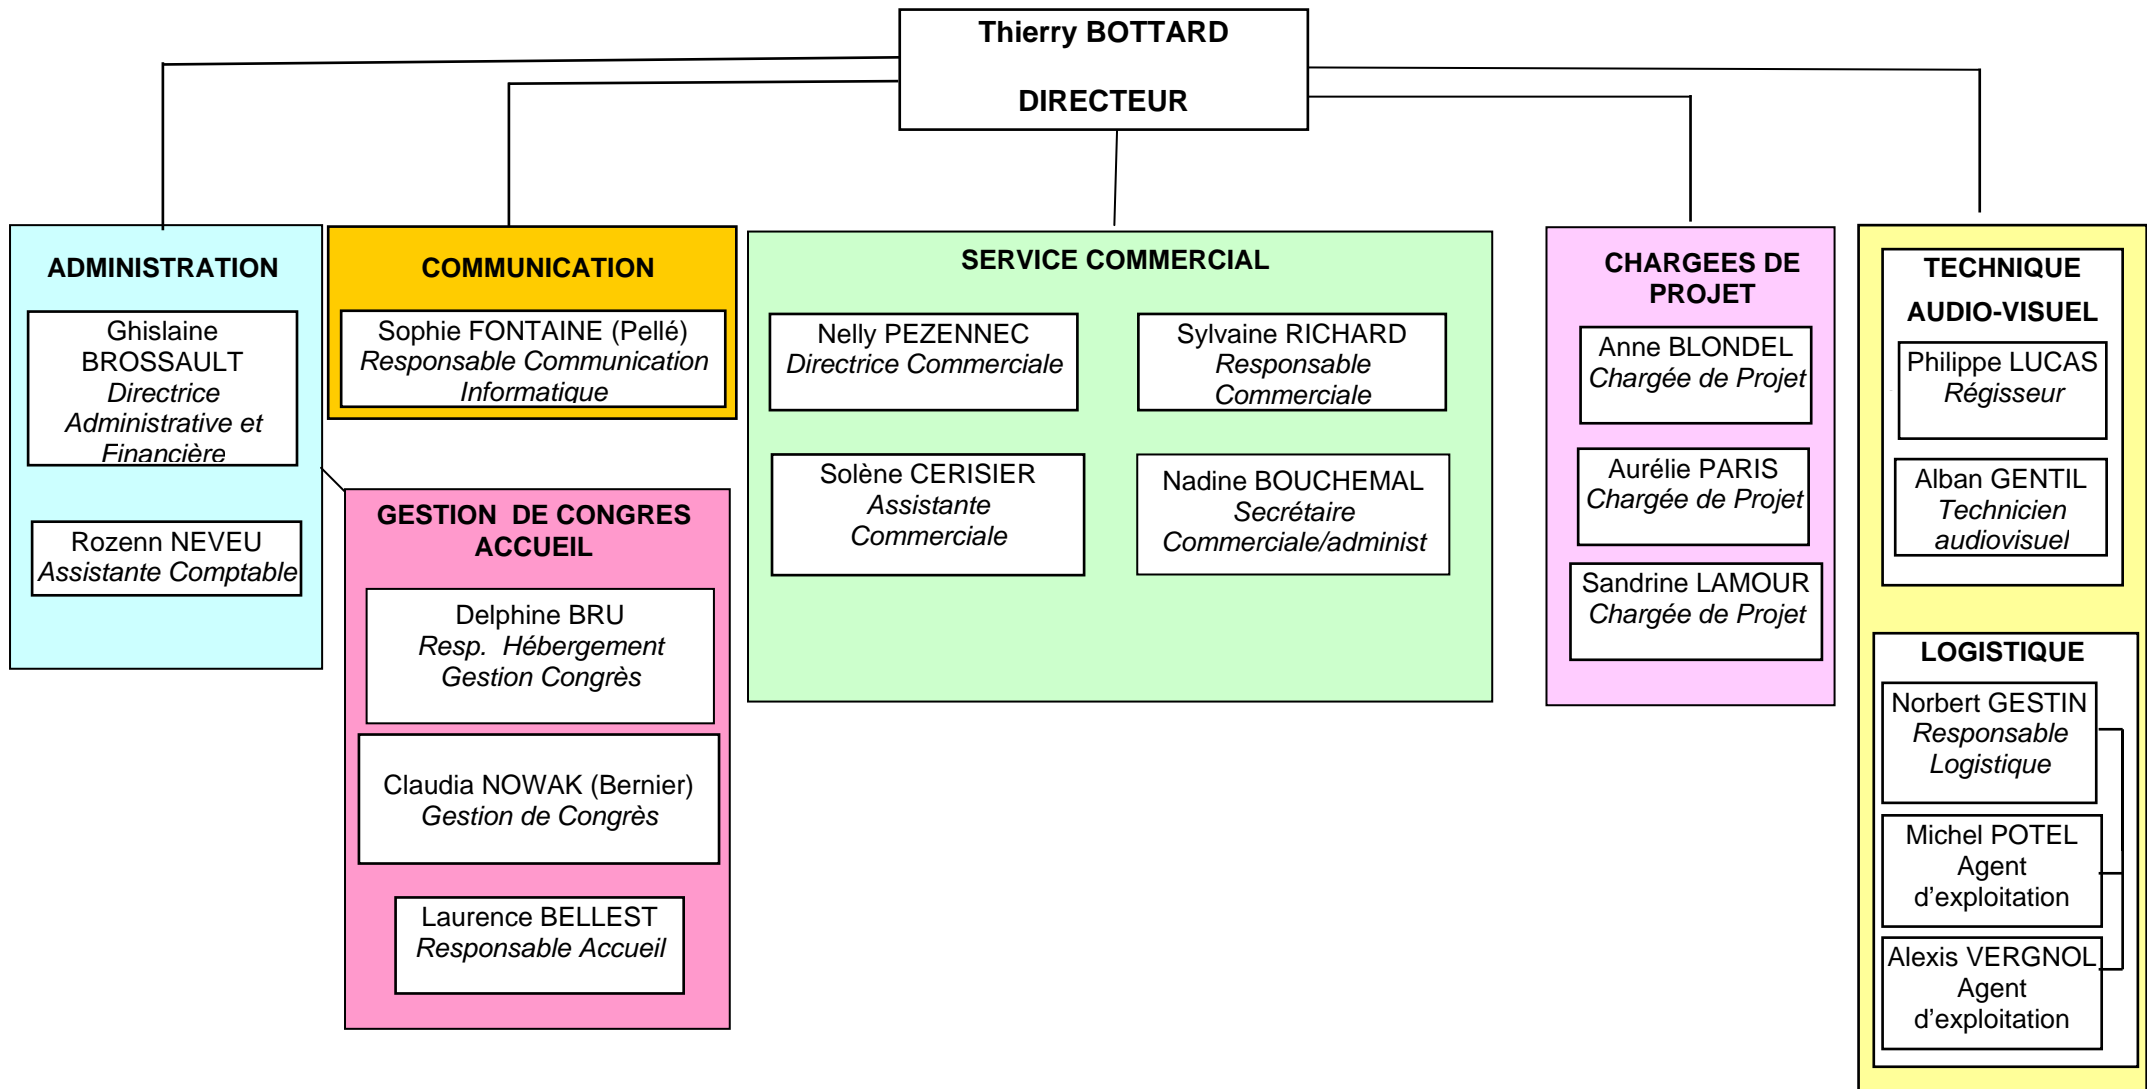 Thierry BOTTARD
DIRECTEUR
ADMINISTRATION
Ghislaine
BROSSAULT
Directrice
Administrative et
Financière
Rozenn NEVEU
Assistante Comptable
COMMUNICATION
Sophie FONTAINE (Pellé)
Responsable Communication
Informatique
GESTION DE CONGRES
ACCUEIL
Delphine BRU
Resp. Hébergement
Gestion Congrès
Claudia NOWAK (Bernier)
Gestion de Congrès
Laurence BELLEST
Responsable Accueil
SERVICE COMMERCIAL
Nelly PEZENNEC
Directrice Commerciale
Sylvaine RICHARD
Responsable
Commerciale
Solène CERISIER
Assistante
Commerciale
Nadine BOUCHEMAL
Secrétaire
Commerciale/administ
CHARGEES DE
PROJET
Anne BLONDEL
Chargée de Projet
Aurélie PARIS
Chargée de Projet
Sandrine LAMOUR
Chargée de Projet
TECHNIQUE
AUDIO-VISUEL
Philippe LUCAS
Régisseur
Alban GENTIL
Technicien
audiovisuel
LOGISTIQUE
Norbert GESTIN
Responsable
Logistique
Michel POTEL
Agent
d’exploitation
Alexis VERGNOL
Agent
d’exploitation